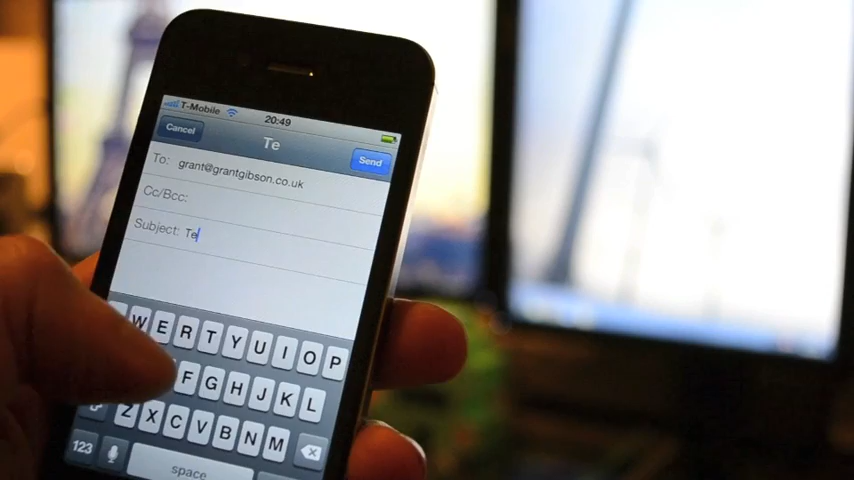 T-Mobile 20:49
Cancel Te Send
To: grant@grantgibson.co.uk
Cc/Bcc:
Subject: Te
W E R T Y U I O P
F G H J K L
Z X C V B N M
123 space